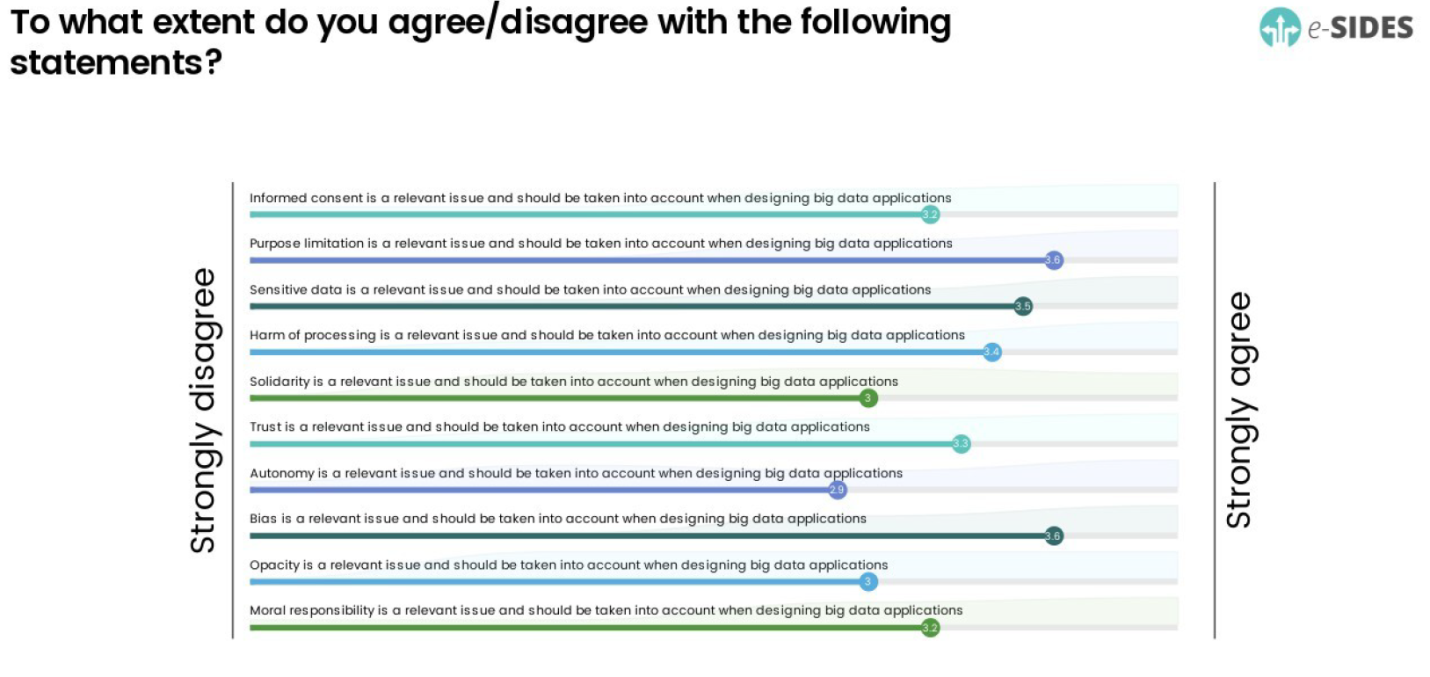 To what extent do you agree/disagree with the following
statements?
e-SIDES
Strongly disagree
Informed consent is a relevant issue and should be taken into account when designing big data applications
3.2
Purpose limitation is a relevant issue and should be taken into account when designing big data applications
3.6
Sensitive data is a relevant issue and should be taken into account when designing big data applications
3.5
Harm of processing is a relevant issue and should be taken into account when designing big data applications
3.4
Solidarity is a relevant issue and should be taken into account when designing big data applications
3
Trust is a relevant issue and should be taken into account when designing big data applications
3.3
Autonomy is a relevant issue and should be taken into account when designing big data applications
2.9
Bias is a relevant issue and should be taken into account when designing big data applications
3.6
Opacity is a relevant issue and should be taken into account when designing big data applications
3
Moral responsibility is a relevant issue and should be taken into account when designing big data applications
3.2
Strongly agree